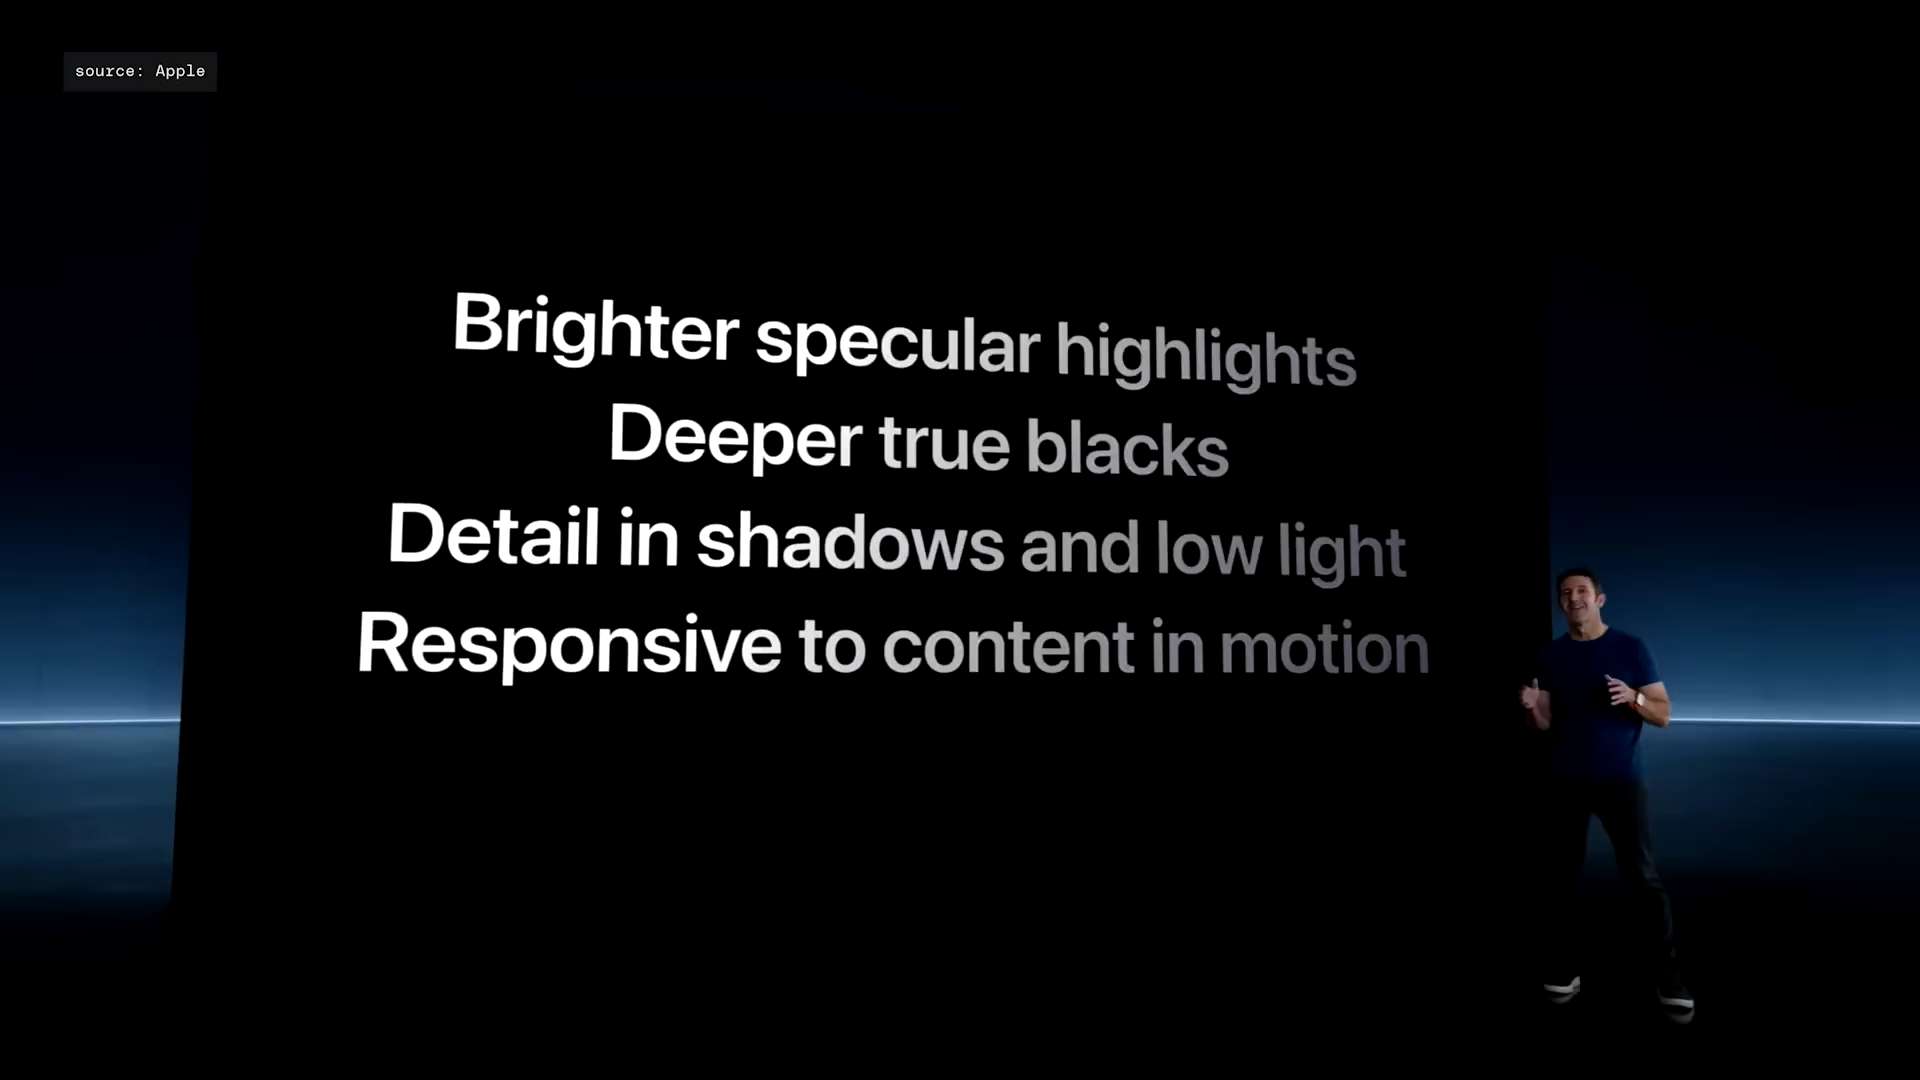 source: Apple
Brighter specular highlights
Deeper true blacks
Detail in shadows and low light
Responsive to content in motion